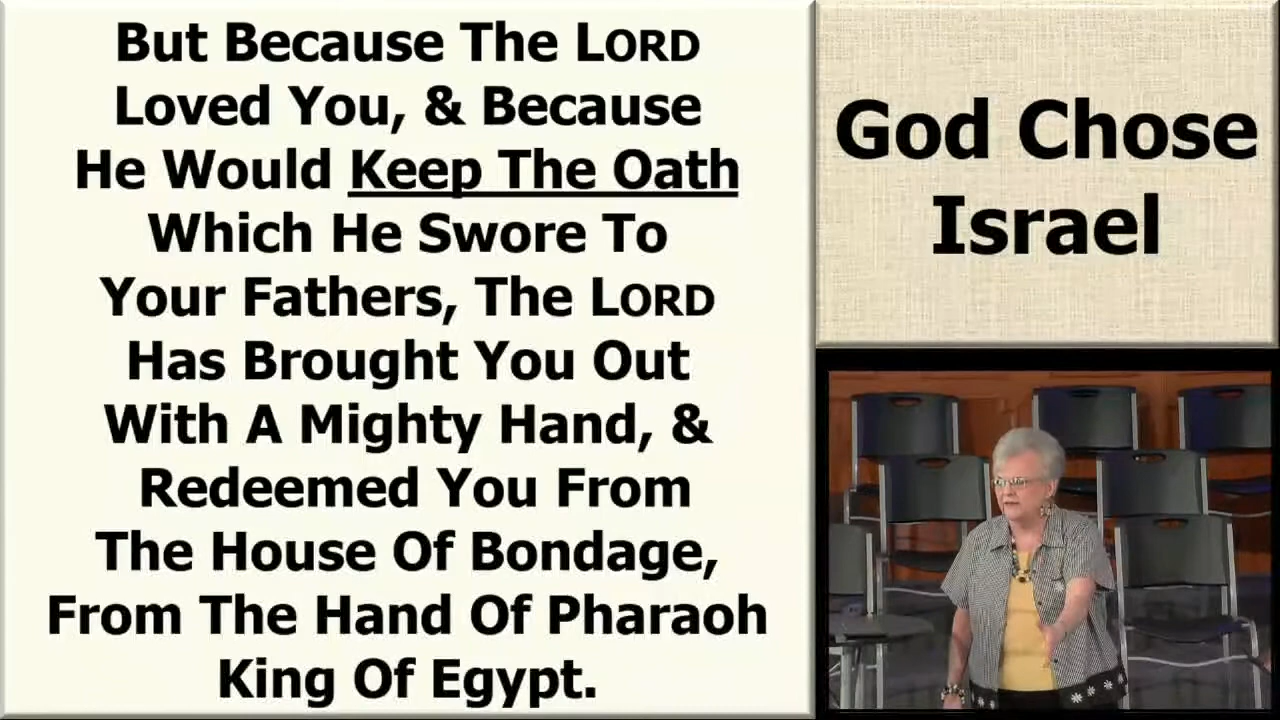 But Because The LORD
Loved You, & Because
He Would Keep The Oath
Which He Swore To
Your Fathers, The LORD
Has Brought You Out
With A Mighty Hand, &
Redeemed You From
The House Of Bondage,
From The Hand Of Pharaoh
King Of Egypt.
God Chose
Israel